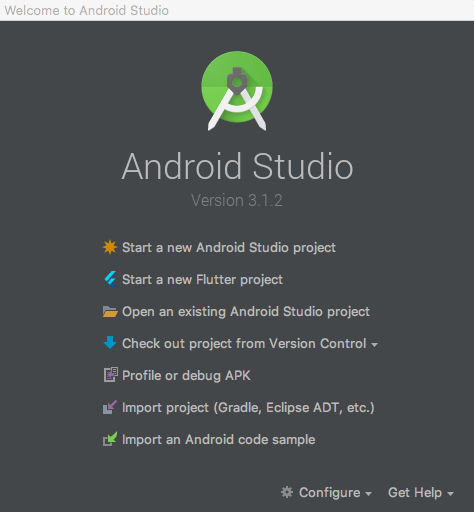 Welcome to Android Studio
Android Studio
Version 3.1.2
Start a new Android Studio project
Start a new Flutter project
Open an existing Android Studio project
Check out project from Version Control
Profile or debug APK
Import project (Gradle, Eclipse ADT, etc.)
Import an Android code sample
Configure Get Help